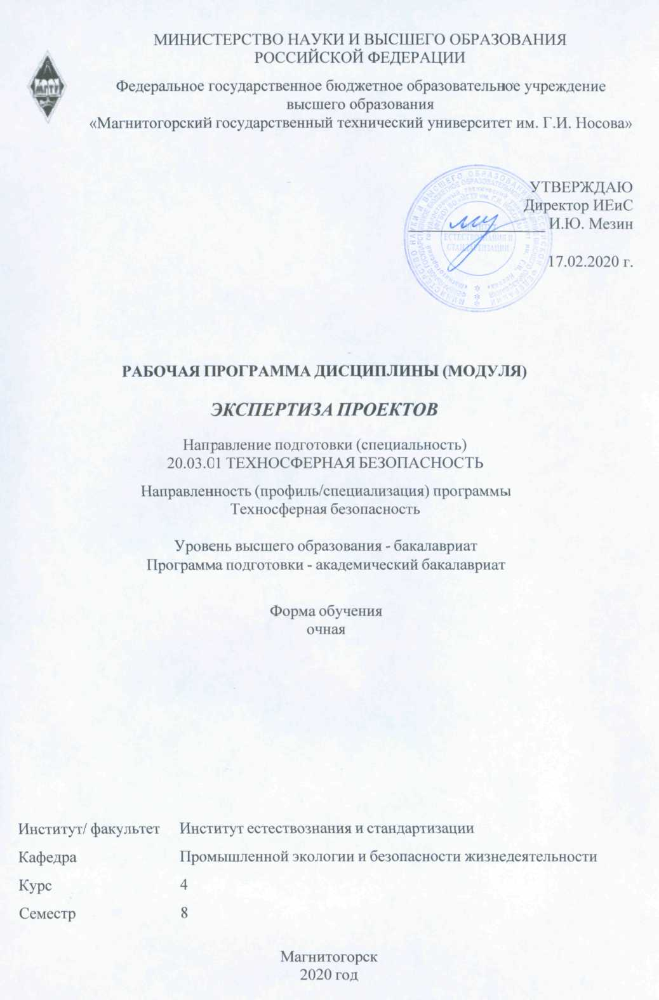 МИНИСТЕРСТВО НАУКИ И ВЫСШЕГО ОБРАЗОВАНИЯ
РОССИЙСКОЙ ФЕДЕРАЦИИ
Федеральное государственное бюджетное образовательное учреждение
высшего образования
«Магнитогорский государственный технический университет им. Г.И. Носова»
УТВЕРЖДАЮ
Директор ИЕиС
И.Ю. Мезин
17.02.2020 г.
ИНСТИТУТ
ЕСТЕСТВОЗНАНИЯ И
СТАНДАРТИЗАЦИИ
РАБОЧАЯ ПРОГРАММА ДИСЦИПЛИНЫ (МОДУЛЯ)
ЭКСПЕРТИЗА ПРОЕКТОВ
Направление подготовки (специальность)
20.03.01 ТЕХНОСФЕРНАЯ БЕЗОПАСНОСТЬ
Направленность (профиль/специализация) программы
Техносферная безопасность
Уровень высшего образования - бакалавриат
Программа подготовки - академический бакалавриат
Форма обучения
очная
Институт/ факультет Институт естествознания и стандартизации
Кафедра Промышленной экологии и безопасности жизнедеятельности
Курс 4
Семестр 8
Магнитогорск
2020 год